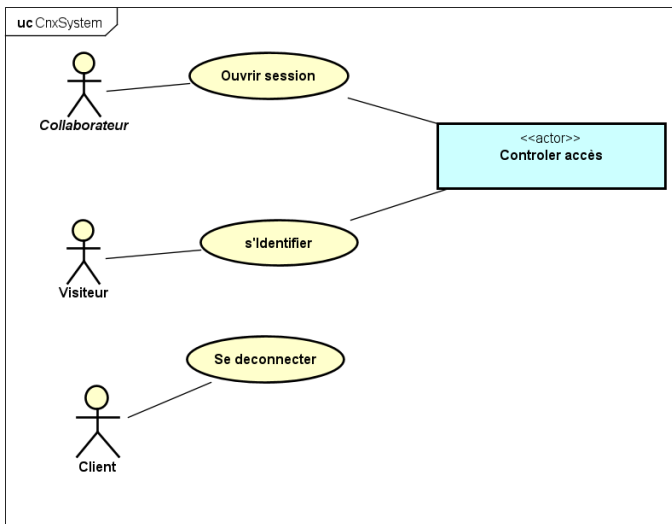 uc CnxSystem
Ouvrir session
Collaborateur
<<actor>>
Controler accès
s'Identifier
Visiteur
Se deconnecter
Client